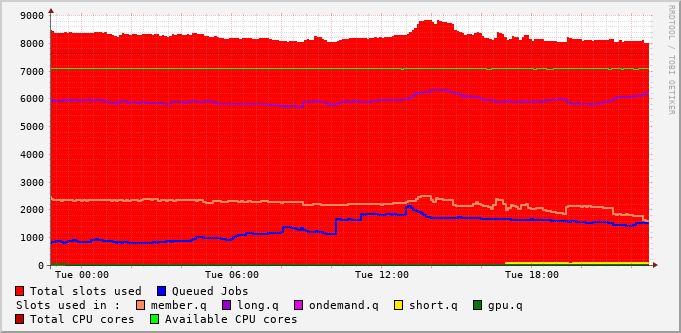 RRDTOOL / TOBI OETIKER
9000
8000
7000
6000
5000
4000
3000
2000
1000
0
Tue 00:00 Tue 06:00 Tue 12:00 Tue 18:00
Total slots used Queued Jobs
Slots used in : member.q long.q ondemand.q short.q gpu.q
Total CPU cores Available CPU cores